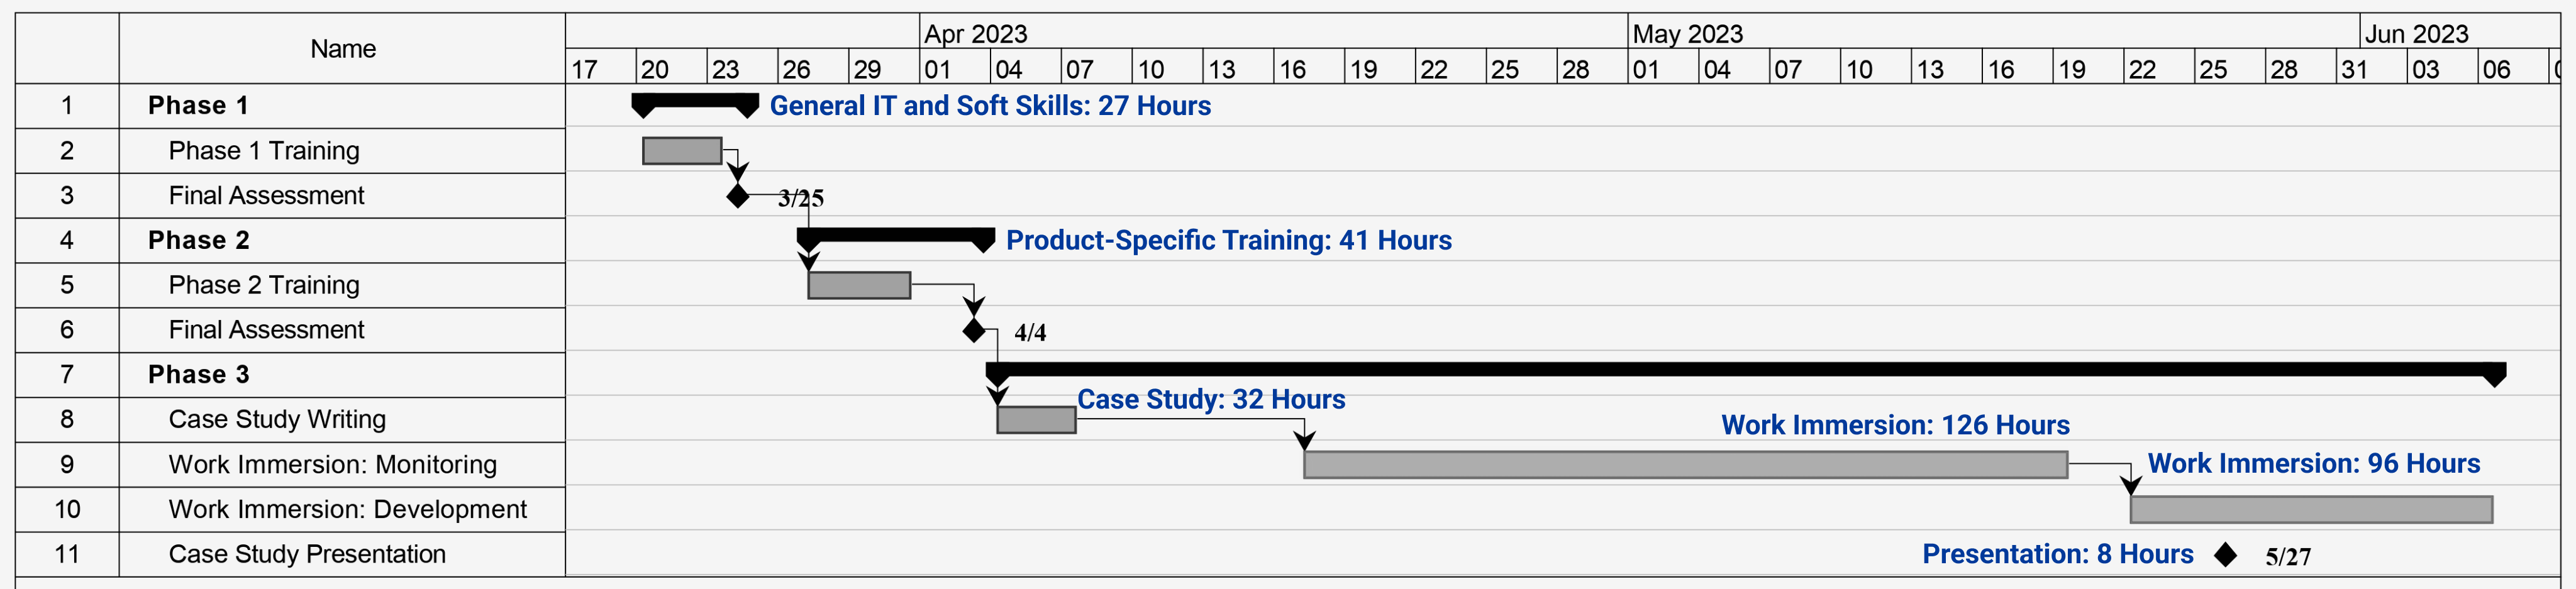 Name
Apr 2023 May 2023 Jun 2023
17 20 23 26 29 01 04 07 10 13 16 19 22 25 28 01 04 07 10 13 16 19 22 25 28 31 03 06
1 Phase 1 General IT and Soft Skills: 27 Hours
2 Phase 1 Training
3 Final Assessment 3/25
4 Phase 2 Product-Specific Training: 41 Hours
5 Phase 2 Training
6 Final Assessment 4/4
7 Phase 3
Case Study: 32 Hours
8 Case Study Writing Work Immersion: 126 Hours
9 Work Immersion: Monitoring Work Immersion: 96 Hours
10 Work Immersion: Development
11 Case Study Presentation Presentation: 8 Hours 5/27